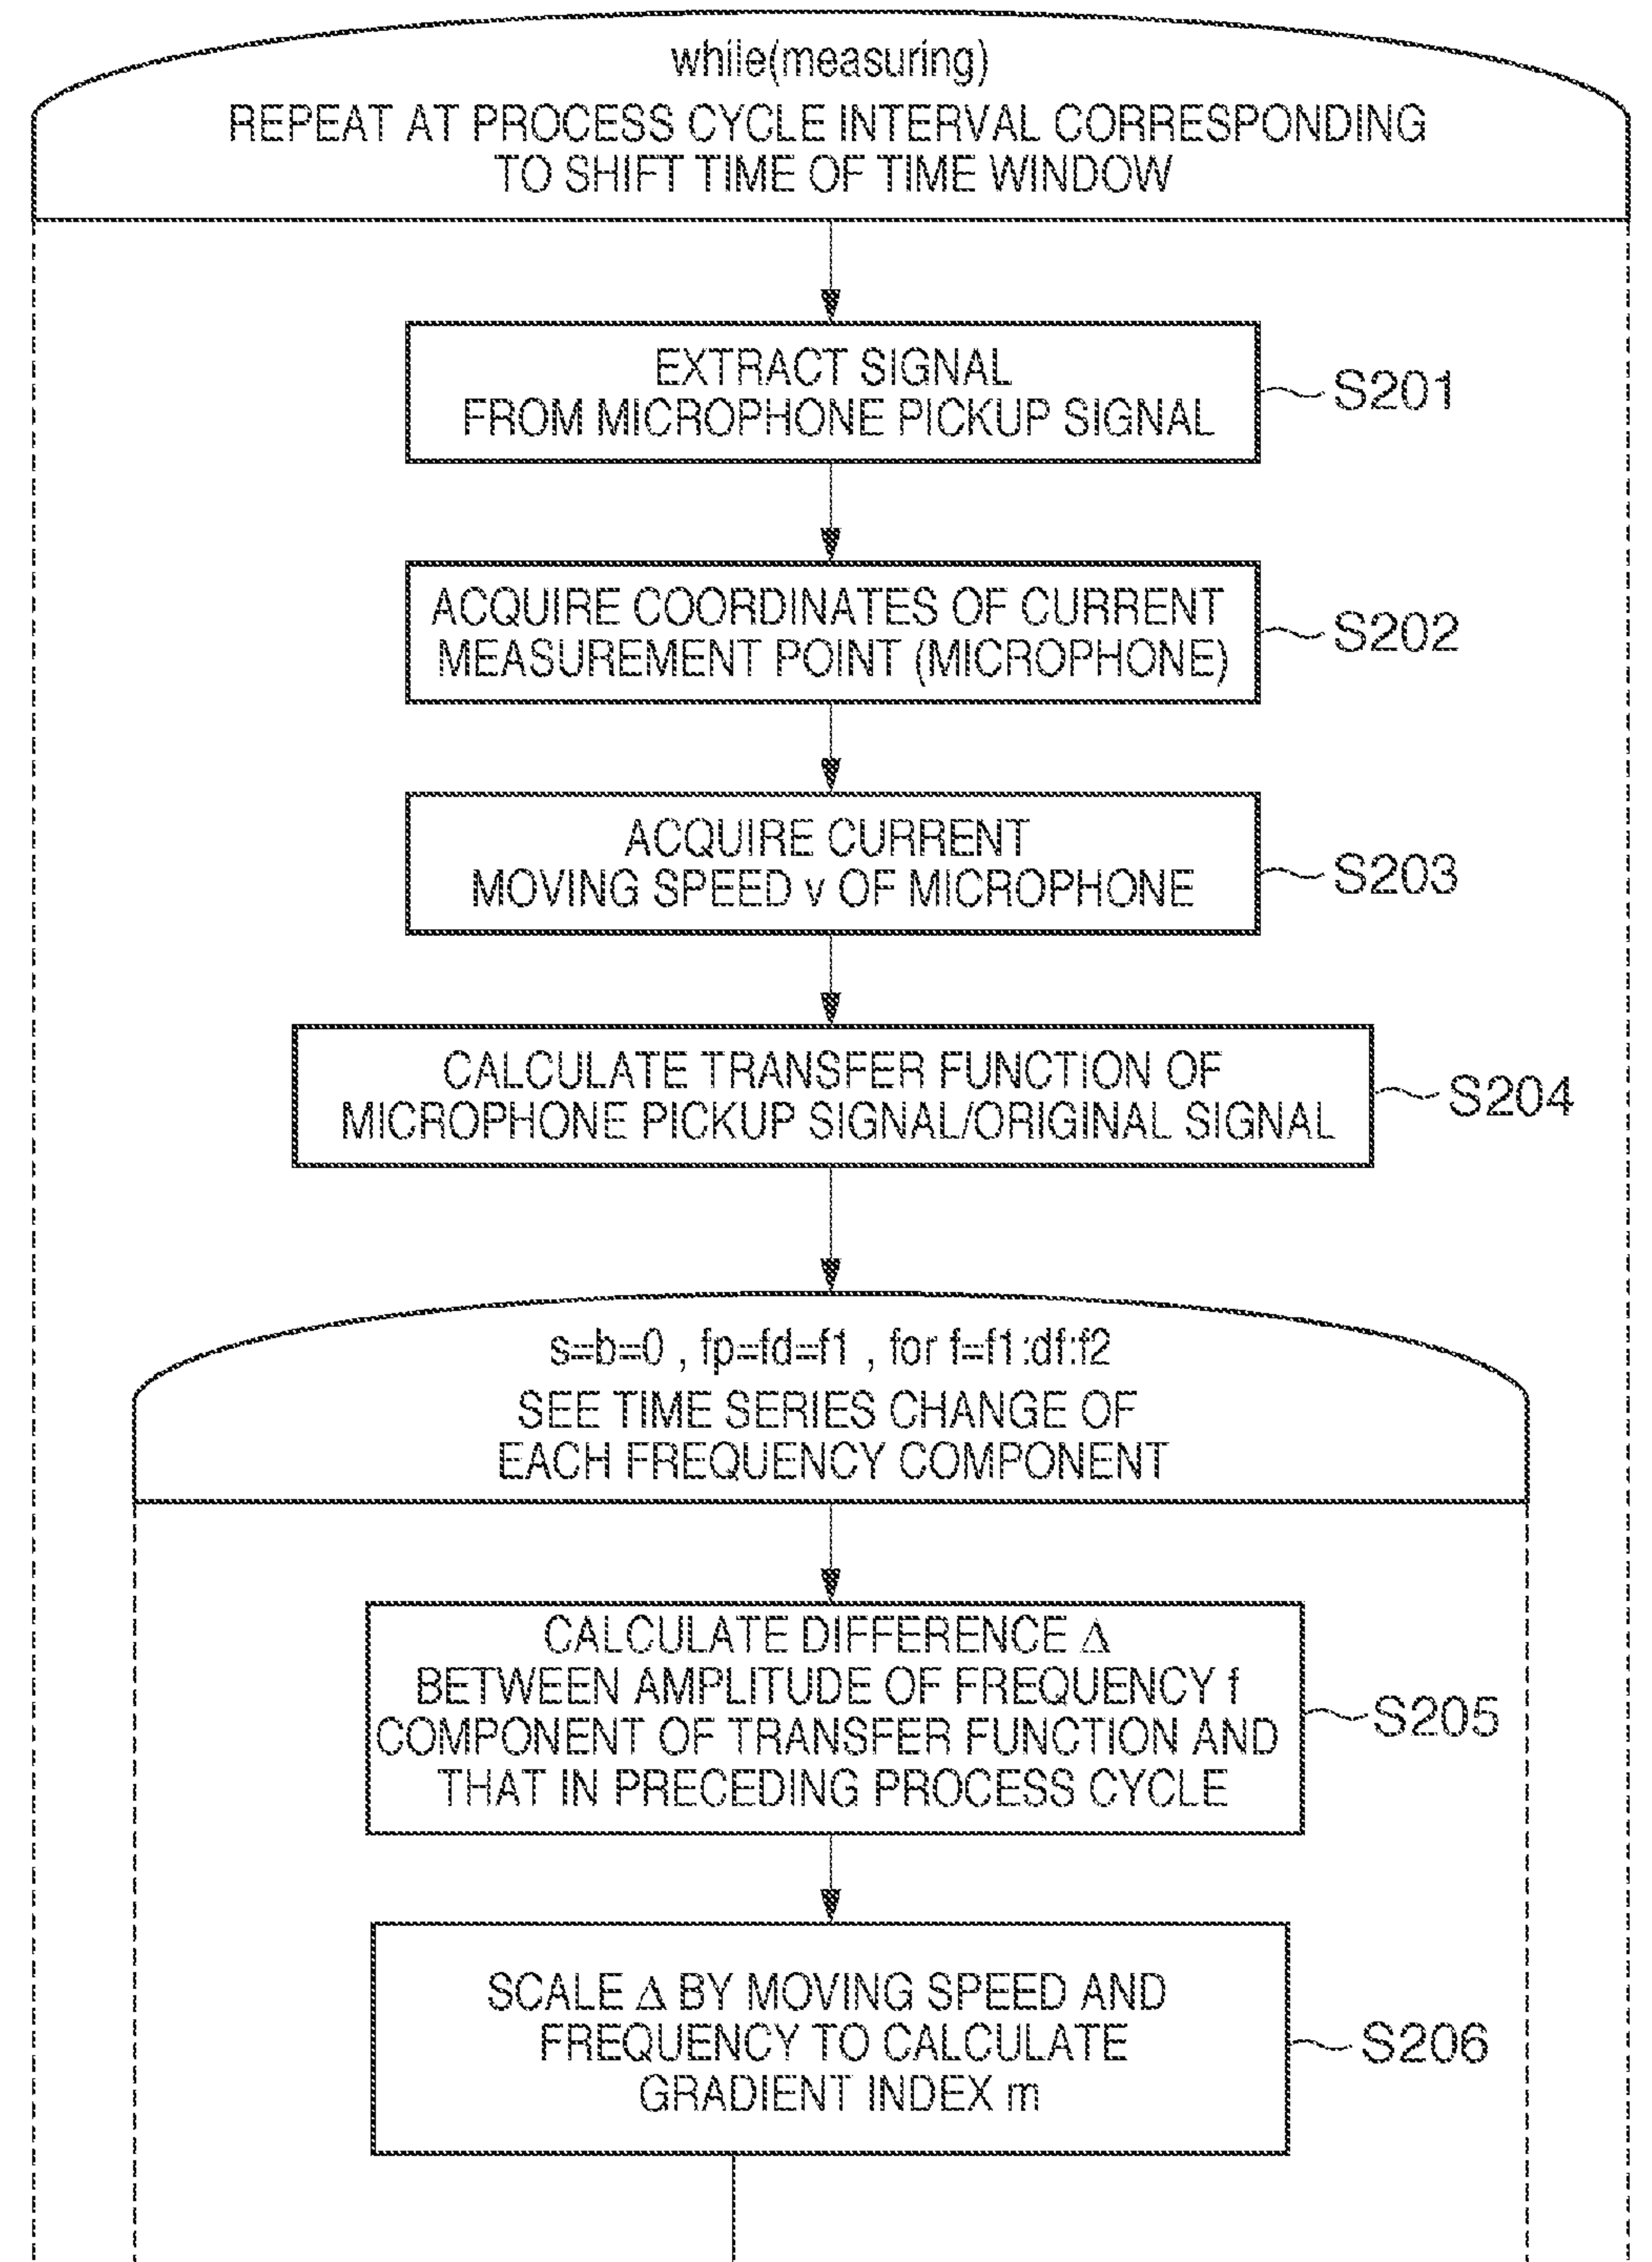 while(measuring)
REPEAT AT PROCESS CYCLE INTERVAL CORRESPONDING
TO SHIFT TIME OF TIME WINDOW
EXTRACT SIGNAL
FROM MICROPHONE PICKUP SIGNAL
S201
ACQUIRE COORDINATES OF CURRENT
MEASUREMENT POINT (MICROPHONE)
S202
ACQUIRE CURRENT
MOVING SPEED v OF MICROPHONE
S203
CALCULATE TRANSFER FUNCTION OF
MICROPHONE PICKUP SIGNAL/ORIGINAL SIGNAL
S204
s=b=0 , fp=fd=f1 , for f=f1:df:f2
SEE TIME SERIES CHANGE OF
EACH FREQUENCY COMPONENT
CALCULATE DIFFERENCE Δ
BETWEEN AMPLITUDE OF FREQUENCY f
COMPONENT OF TRANSFER FUNCTION AND
THAT IN PRECEDING PROCESS CYCLE
S205
SCALE Δ BY MOVING SPEED AND
FREQUENCY TO CALCULATE
GRADIENT INDEX m
S206